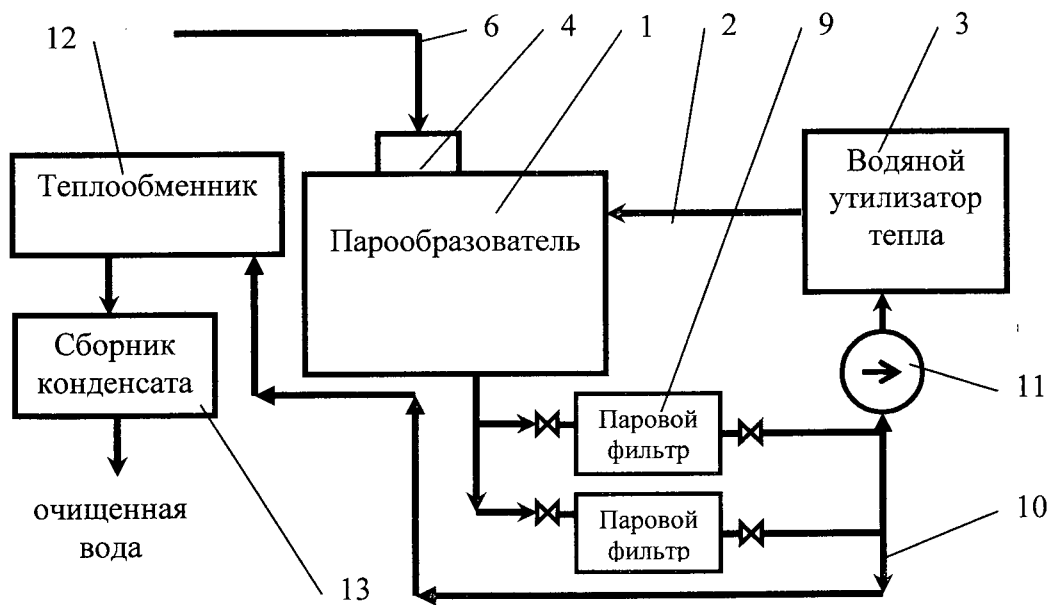 12
6
4
1
2
9
3
Теплообменник
Парообразователь
Водяной
утилизатор
тепла
Сборник
конденсата
11
Паровой
фильтр
Паровой
фильтр
10
очищенная
вода
13